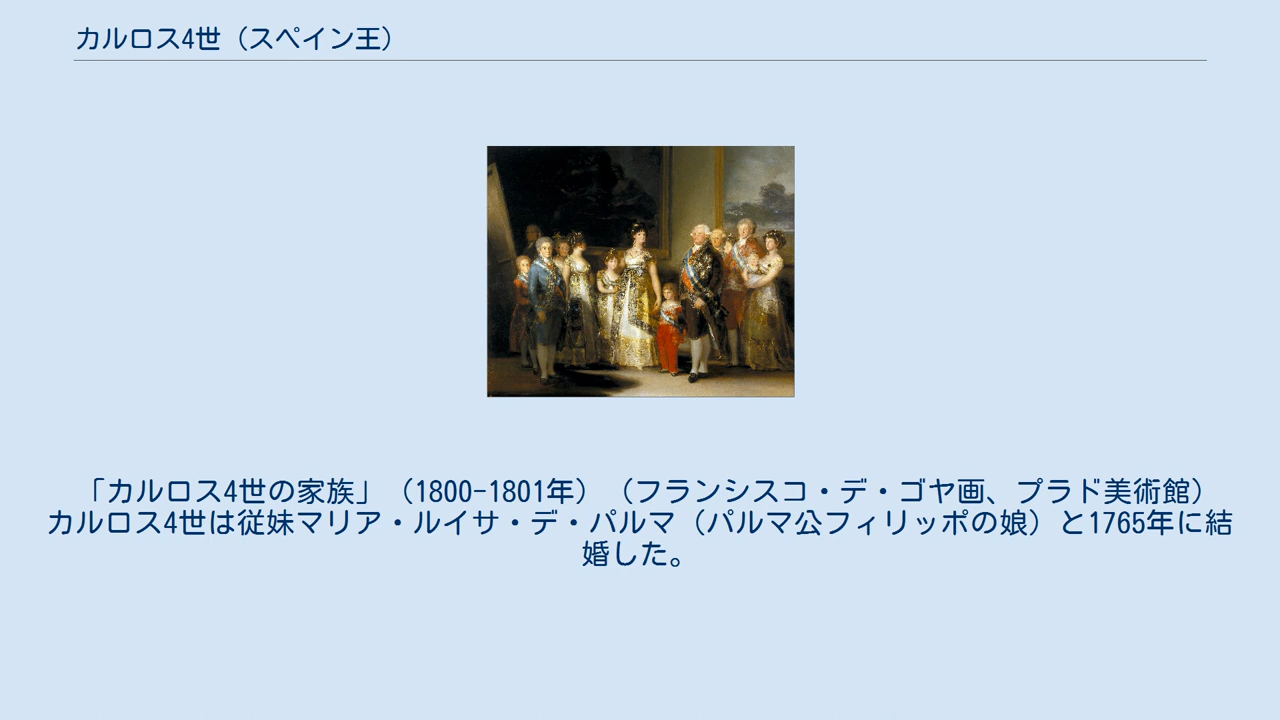 カルロス4世（スペイン王）
「カルロス4世の家族」（1800-1801年）（フランシスコ・デ・ゴヤ画、プラド美術館）
カルロス4世は従妹マリア・ルイサ・デ・パルマ（パルマ公フィリッポの娘）と1765年に結
婚した。